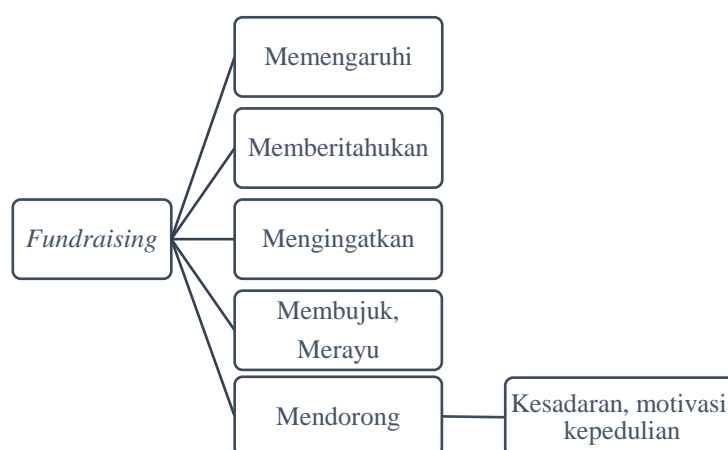 Memengaruhi
Memberitahukan
Fundraising
Mengingatkan
Membujuk,
Merayu
Mendorong
Kesadaran, motivasi
kepedulian